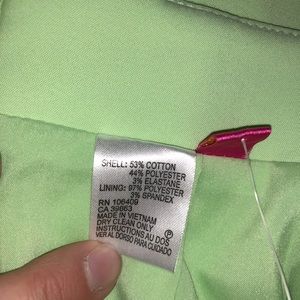 SHELL: 53% COTTON
44% POLYESTER
3% ELASTANE
LINING: 97% POLYESTER
3% SPANDEX
RN 106409
CA 39663
MADE IN VIETNAM
DRY CLEAN ONLY
INSTRUCTIONS AU DOS
VER AL DORSO PARA CUIDADO
P